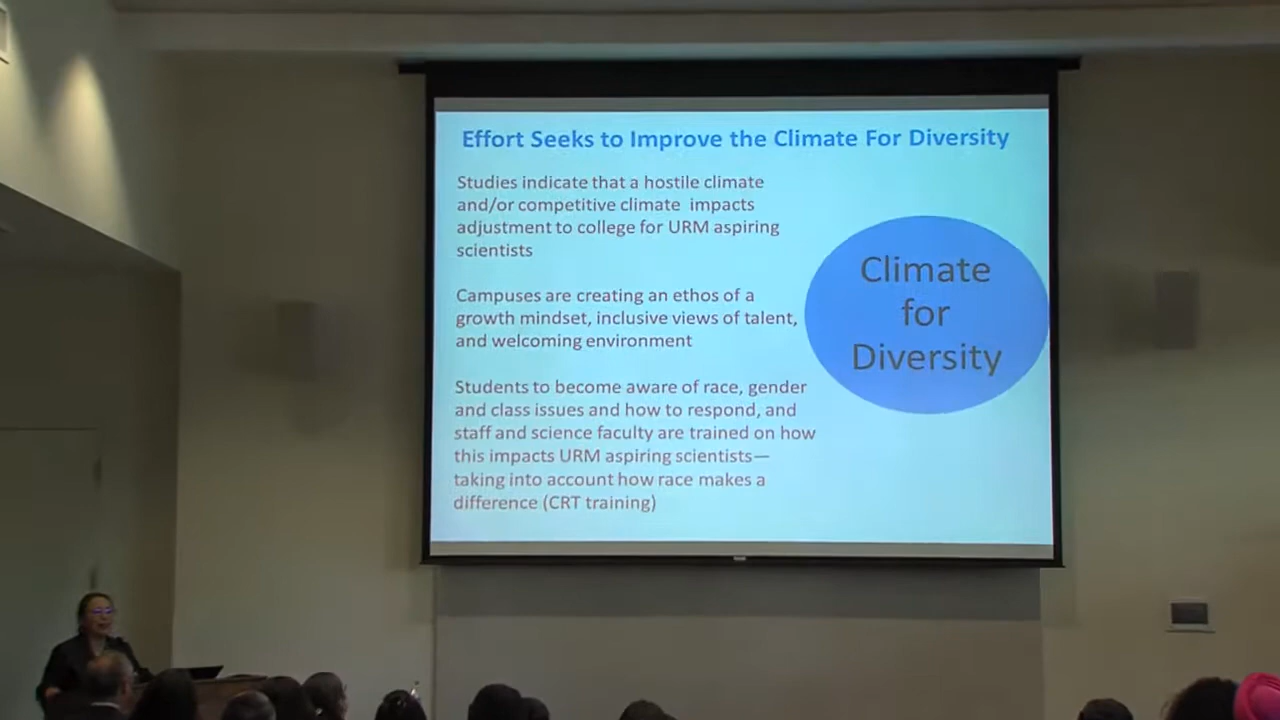 Effort Seeks to Improve the Climate For Diversity
Studies indicate that a hostile climate
and/or competitive climate impacts
adjustment to college for URM aspiring
scientists
Campuses are creating an ethos of a
growth mindset, inclusive views of talent,
and welcoming environment
Students to become aware of race, gender
and class issues and how to respond, and
staff and science faculty are trained on how
this impacts URM aspiring scientists—
taking into account how race makes a
difference (CRT training)
Climate
for
Diversity